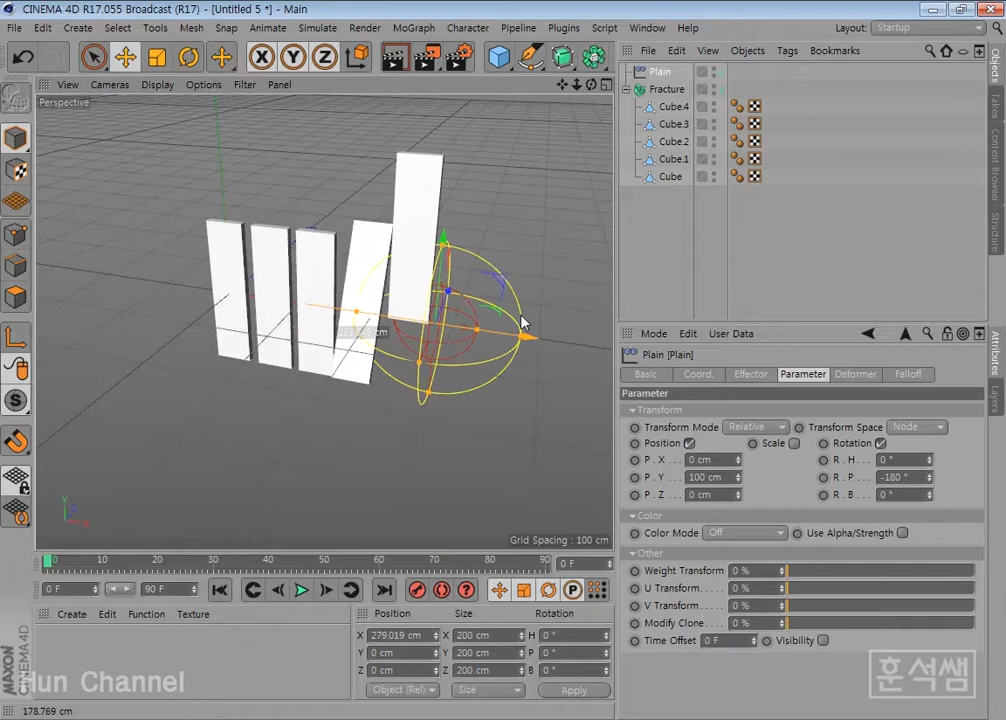 CINEMA 4D R17.055 Broadcast (R17) - [Untitled 5 *] - Main
File Edit Create Select Tools Mesh Snap Animate Simulate Render MoGraph Character Pipeline Plugins Script Window Help Layout: Startup
X Y Z
File Edit View Objects Tags Bookmarks
View Cameras Display Options Filter Panel
Perspective
Plain
Fracture
Cube.4
Cube.3
Cube.2
Cube.1
Cube
Objects
Takes
Content Browser
Structure
Grid Spacing : 100 cm
Mode Edit User Data
Plain [Plain]
Basic Coord. Effector Parameter Deformer Falloff
Parameter
Transform
Transform Mode Relative Transform Space Node
Position Scale Rotation
P . X . . . 0 cm R . H 0 °
P . Y . . . 100 cm R . P -180 °
P . Z . . . 0 cm R . B 0 °
Color
Color Mode Off Use Alpha/Strength
Other
Weight Transform 0 %
U Transform . . . 0 %
V Transform . . . 0 %
Modify Clone . . 0 %
Time Offset 0 F Visibility
Attributes
Layers
0 10 20 30 40 50 60 70 80 90 0 F
0 F 90 F
Create Edit Function Texture
Position Size Rotation
X 279.019 cm X 200 cm H 0 °
Y 0 cm Y 200 cm P 0 °
Z 0 cm Z 200 cm B 0 °
Object (Rel) Size Apply
MAXON
CINEMA 4D
Hun Channel
훈석쌤
178.769 cm